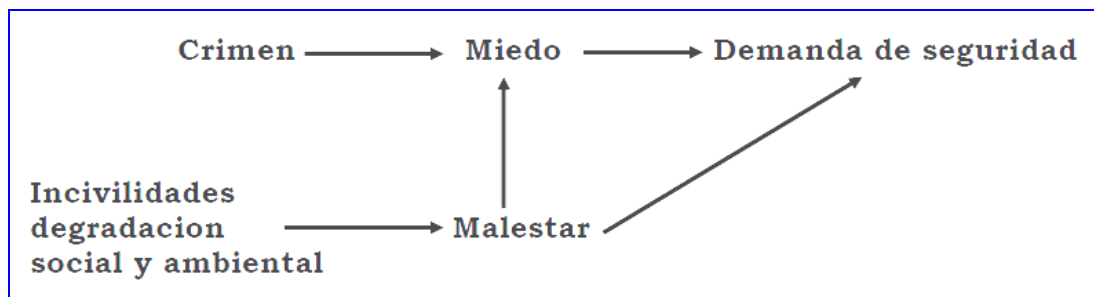 Crimen Miedo Demanda de seguridad
Incivilidades
degradacion Malestar
social y ambiental